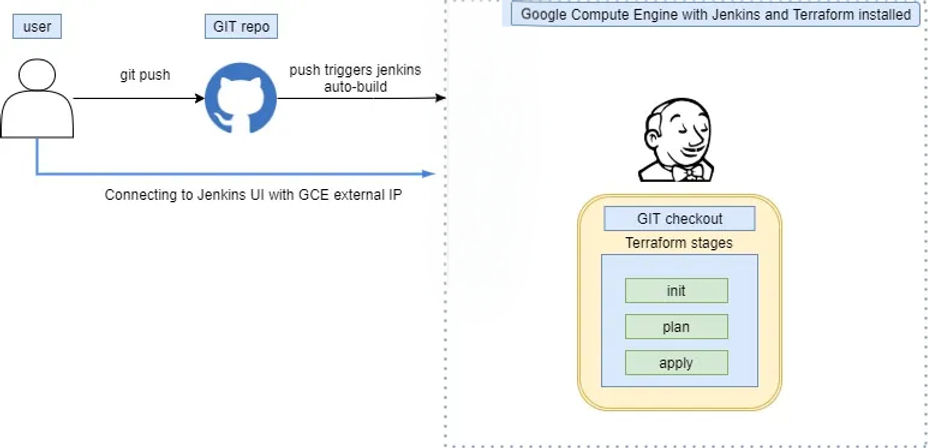 user
GIT repo
Google Compute Engine with Jenkins and Terraform installed
git push
push triggers jenkins
auto-build
Connecting to Jenkins UI with GCE external IP
GIT checkout
Terraform stages
init
plan
apply